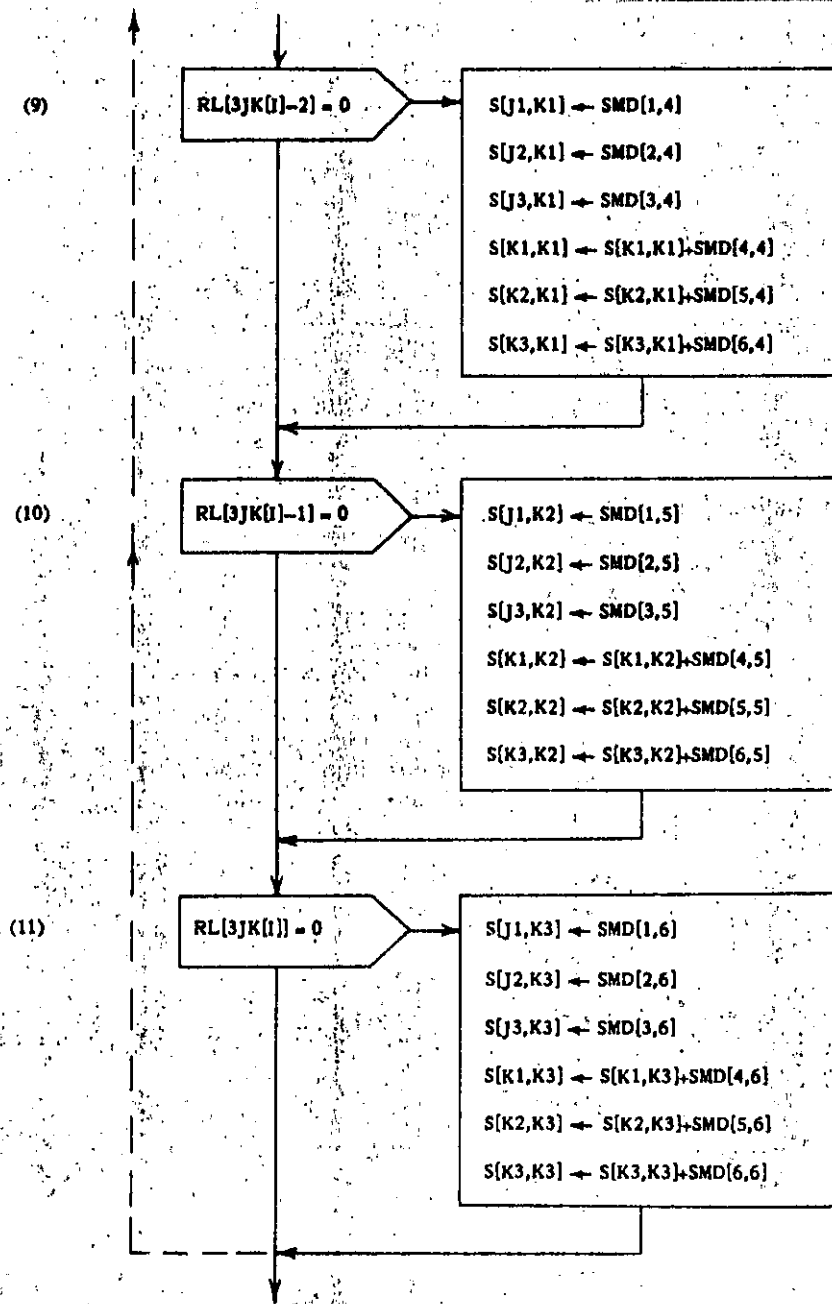 (9)
RL[3JK[I]-2] = 0
S[J1,K1] ← SMD[1,4]
S[J2,K1] ← SMD[2,4]
S[J3,K1] ← SMD[3,4]
S[K1,K1] ← S[K1,K1]+SMD[4,4]
S[K2,K1] ← S[K2,K1]+SMD[5,4]
S[K3,K1] ← S[K3,K1]+SMD[6,4]
(10)
RL[3JK[I]-1] = 0
S[J1,K2] ← SMD[1,5]
S[J2,K2] ← SMD[2,5]
S[J3,K2] ← SMD[3,5]
S[K1,K2] ← S[K1,K2]+SMD[4,5]
S[K2,K2] ← S[K2,K2]+SMD[5,5]
S[K3,K2] ← S[K3,K2]+SMD[6,5]
(11)
RL[3JK[I]] = 0
S[J1,K3] ← SMD[1,6]
S[J2,K3] ← SMD[2,6]
S[J3,K3] ← SMD[3,6]
S[K1,K3] ← S[K1,K3]+SMD[4,6]
S[K2,K3] ← S[K2,K3]+SMD[5,6]
S[K3,K3] ← S[K3,K3]+SMD[6,6]